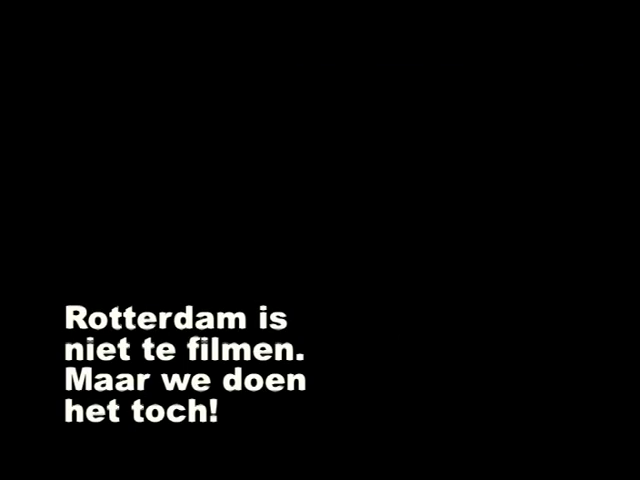 Rotterdam is
niet te filmen.
Maar we doen
het toch!